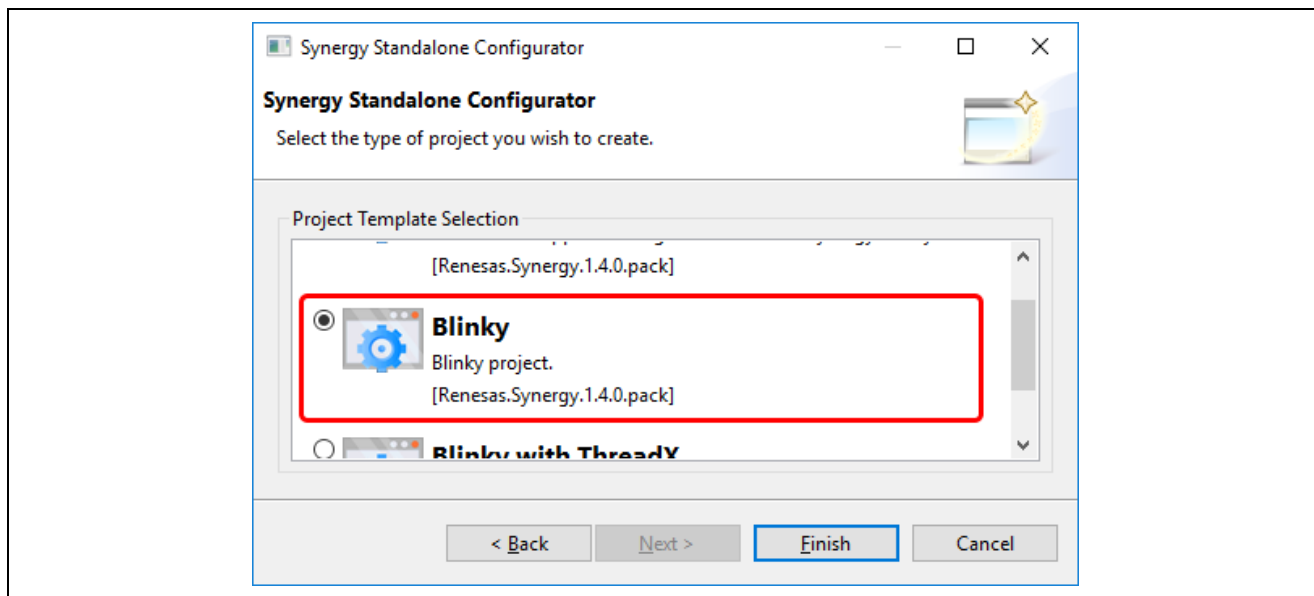 Synergy Standalone Configurator
Synergy Standalone Configurator
Select the type of project you wish to create.
Project Template Selection
[Renesas.Synergy.1.4.0.pack]
Blinky
Blinky project.
[Renesas.Synergy.1.4.0.pack]
Blinky with ThreadX
< Back
Next >
Finish
Cancel